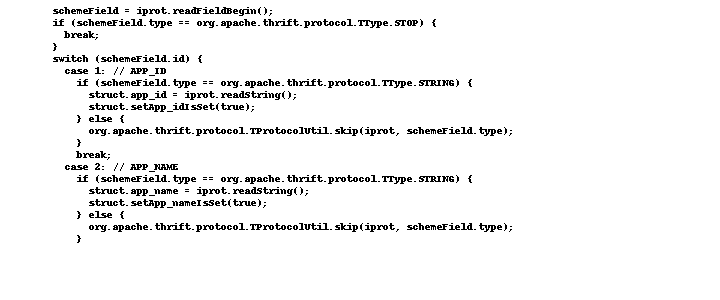 schemeField = iprot.readFieldBegin();
if (schemeField.type == org.apache.thrift.protocol.TType.STOP) {
break;
}
switch (schemeField.id) {
case 1: // APP_ID
if (schemeField.type == org.apache.thrift.protocol.TType.STRING) {
struct.app_id = iprot.readString();
struct.setApp_idIsSet(true);
} else {
org.apache.thrift.protocol.TProtocolUtil.skip(iprot, schemeField.type);
}
break;
case 2: // APP_NAME
if (schemeField.type == org.apache.thrift.protocol.TType.STRING) {
struct.app_name = iprot.readString();
struct.setApp_nameIsSet(true);
} else {
org.apache.thrift.protocol.TProtocolUtil.skip(iprot, schemeField.type);
}